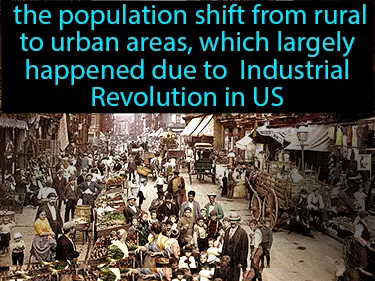 the population shift from rural
to urban areas, which largely
happened due to  Industrial
Revolution in US